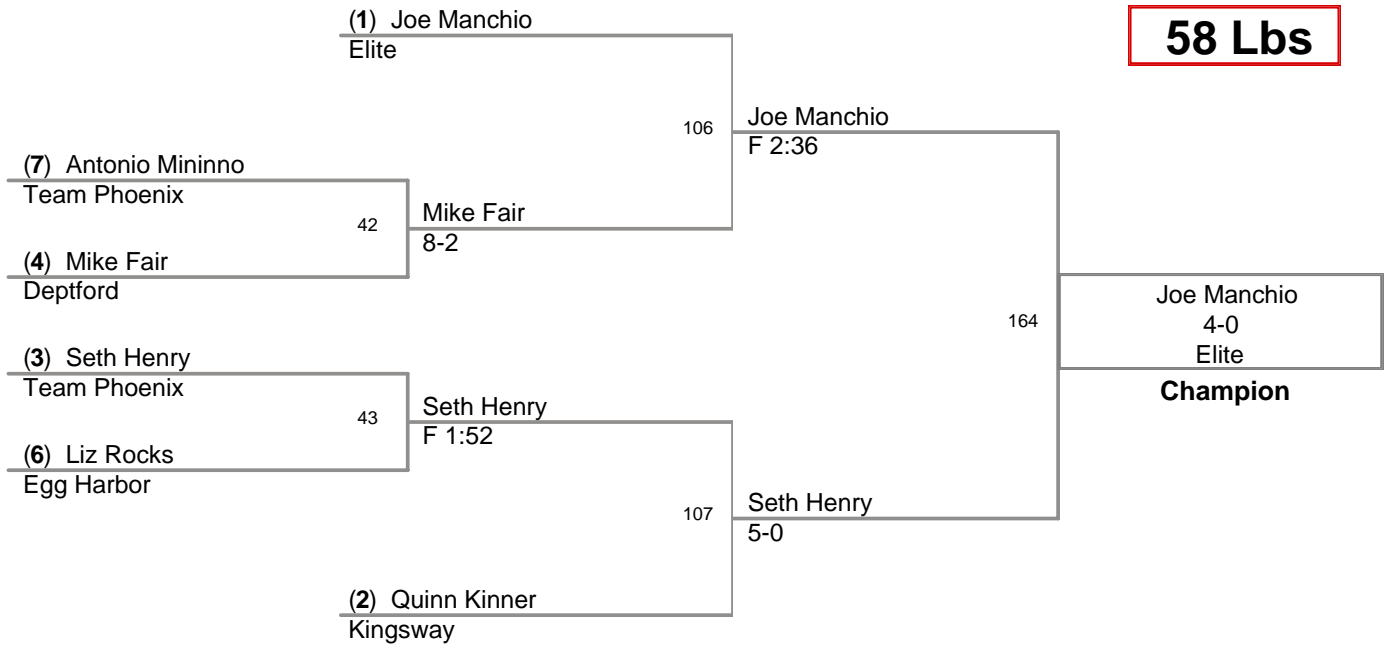 (1) Joe Manchio
Elite
58 Lbs
106
Joe Manchio
F 2:36
(7) Antonio Mininno
Team Phoenix
42
Mike Fair
8-2
(4) Mike Fair
Deptford
164
Joe Manchio
4-0
Elite
Champion
(3) Seth Henry
Team Phoenix
43
Seth Henry
F 1:52
(6) Liz Rocks
Egg Harbor
107
Seth Henry
5-0
(2) Quinn Kinner
Kingsway